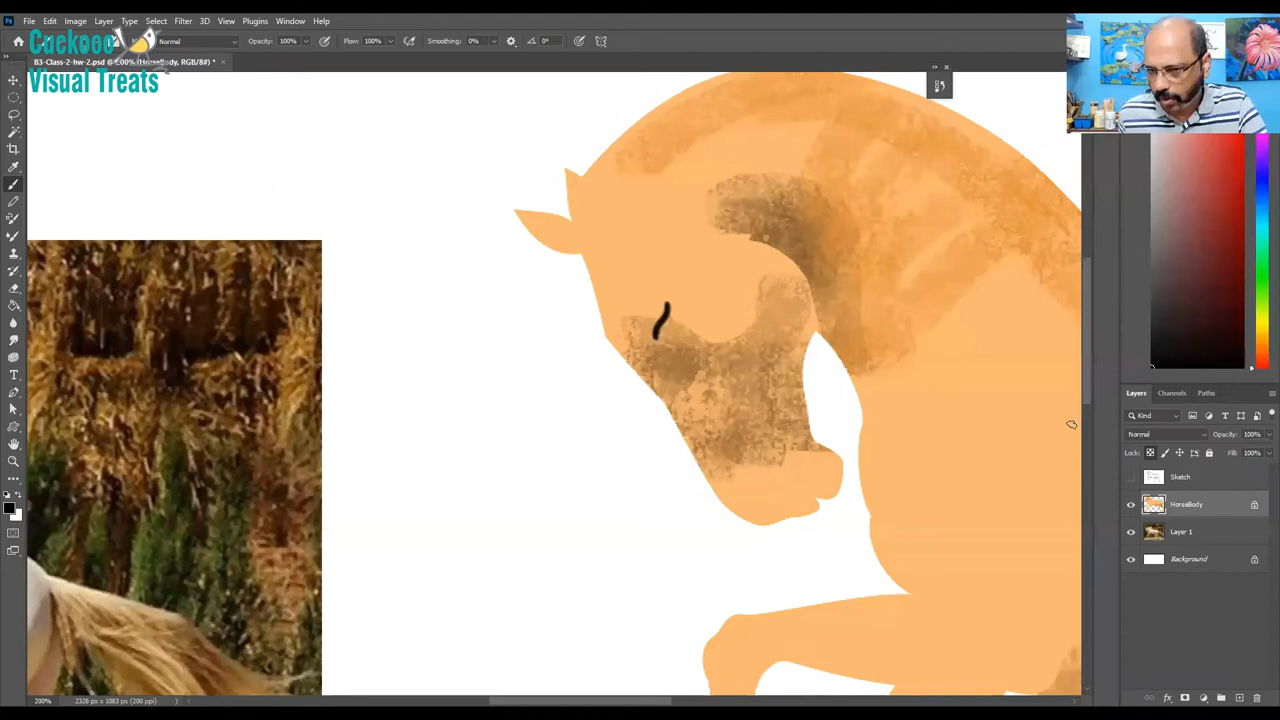 File Edit Image Layer Type Select Filter 3D View Plugins Window Help
Cuckooo
Visual Treats
Normal Opacity: 100% Flow: 100% Smoothing: 0% 0°
B3-Class-2-hw-2.psd @ 200% (HorseBody, RGB/8#) *
Layers Channels Paths
Kind
Normal Opacity: 100%
Lock: Fill: 100%
Sketch
HorseBody
Layer 1
Background
200% 2328 px x 3082 px (200 ppi)